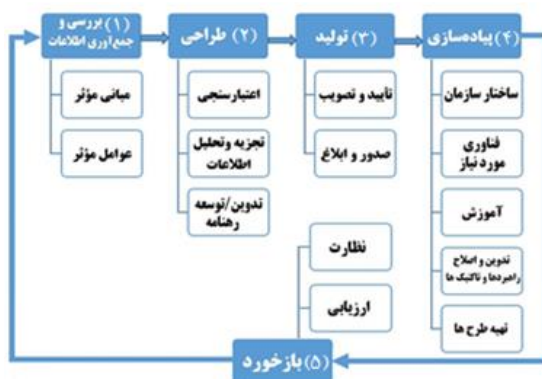 (۱) بررسی و
جمع‌آوری اطلاعات
مبانی مؤثر
عوامل مؤثر
(۲) طراحی
اعتبارسنجی
تجزیه وتحلیل
اطلاعات
تدوین/توسعه
رهنامه
(۳) تولید
تأیید و تصویب
صدور و ابلاغ
(۴) پیاده‌سازی
ساختار سازمان
فناوری
مورد نیاز
آموزش
تدوین و اصلاح
راهبردها و تاکتیک ها
تهیه طرح ها
نظارت
ارزیابی
(۵) بازخورد